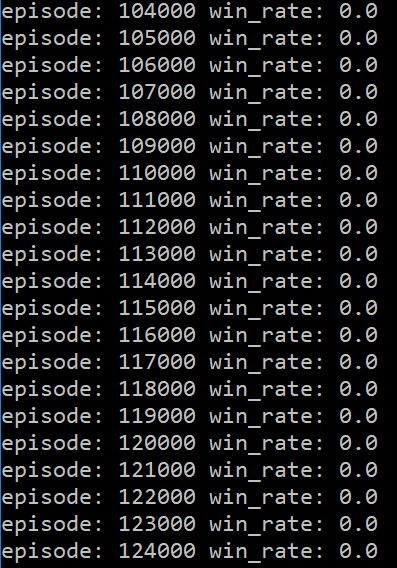 episode: 104000 win_rate: 0.0
episode: 105000 win_rate: 0.0
episode: 106000 win_rate: 0.0
episode: 107000 win_rate: 0.0
episode: 108000 win_rate: 0.0
episode: 109000 win_rate: 0.0
episode: 110000 win_rate: 0.0
episode: 111000 win_rate: 0.0
episode: 112000 win_rate: 0.0
episode: 113000 win_rate: 0.0
episode: 114000 win_rate: 0.0
episode: 115000 win_rate: 0.0
episode: 116000 win_rate: 0.0
episode: 117000 win_rate: 0.0
episode: 118000 win_rate: 0.0
episode: 119000 win_rate: 0.0
episode: 120000 win_rate: 0.0
episode: 121000 win_rate: 0.0
episode: 122000 win_rate: 0.0
episode: 123000 win_rate: 0.0
episode: 124000 win_rate: 0.0